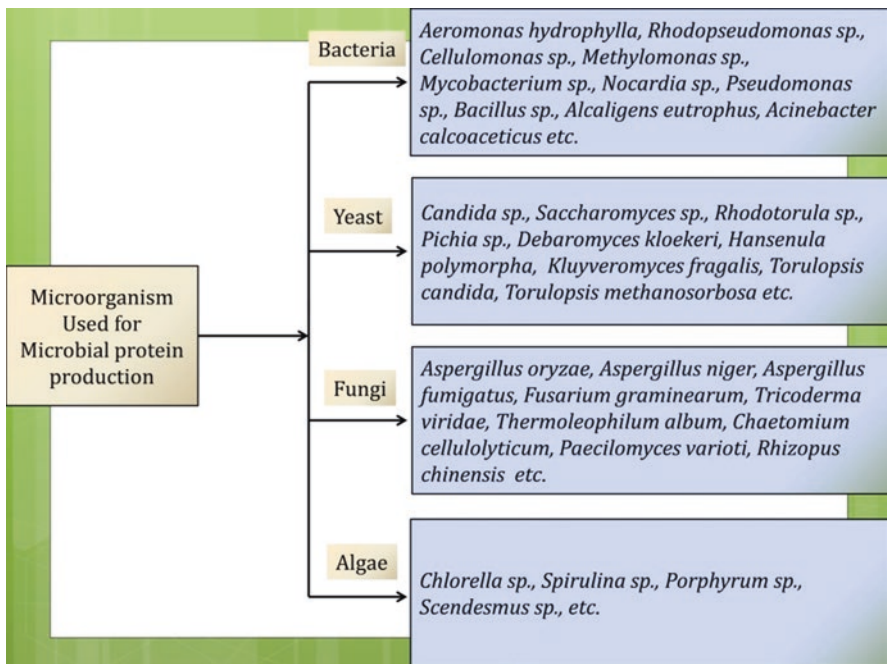 Bacteria
Aeromonas hydrophylla, Rhodopseudomonas sp.,
Cellulomonas sp., Methylomonas sp.,
Mycobacterium sp., Nocardia sp., Pseudomonas
sp., Bacillus sp., Alcaligens eutrophus, Acinebacter
calcoaceticus etc.
Yeast
Candida sp., Saccharomyces sp., Rhodotorula sp.,
Pichia sp., Debaromyces kloekeri, Hansenula
polymorpha, Kluyveromyces fragalis, Torulopsis
candida, Torulopsis methanosorbosa etc.
Microorganism
Used for
Microbial protein
production
Fungi
Aspergillus oryzae, Aspergillus niger, Aspergillus
fumigatus, Fusarium graminearum, Tricoderma
viridae, Thermoleophilum album, Chaetomium
cellulolyticum, Paecilomyces varioti, Rhizopus
chinensis etc.
Algae
Chlorella sp., Spirulina sp., Porphyrum sp.,
Scendesmus sp., etc.